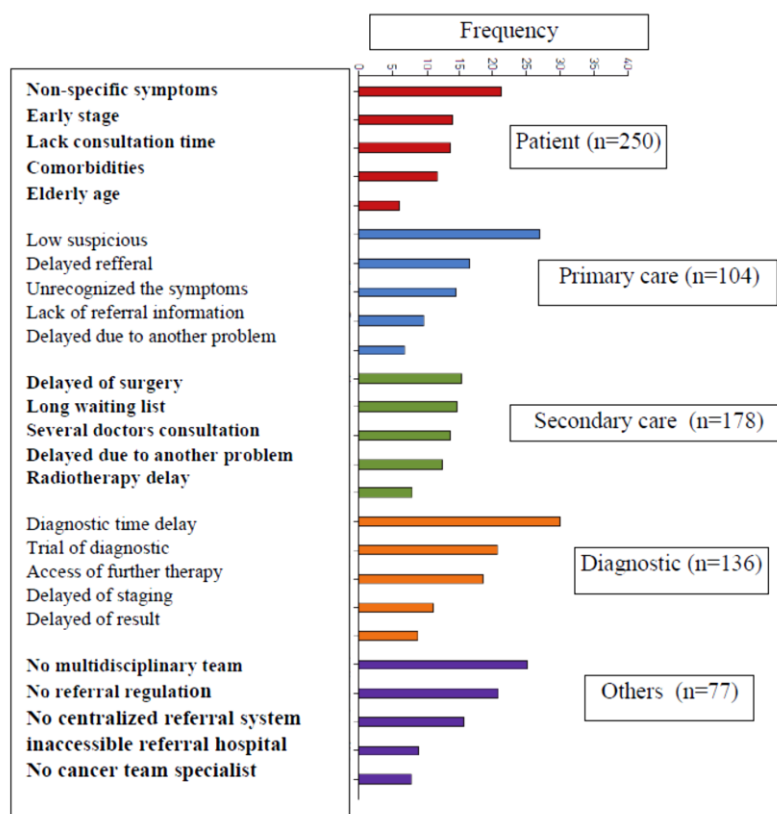 Frequency
0 5 10 15 20 25 30 35 40
Non-specific symptoms
Early stage
Lack consultation time
Comorbidities
Elderly age
Patient (n=250)
Low suspicious
Delayed refferal
Unrecognized the symptoms
Lack of referral information
Delayed due to another problem
Primary care (n=104)
Delayed of surgery
Long waiting list
Several doctors consultation
Delayed due to another problem
Radiotherapy delay
Secondary care (n=178)
Diagnostic time delay
Trial of diagnostic
Access of further therapy
Delayed of staging
Delayed of result
Diagnostic (n=136)
No multidisciplinary team
No referral regulation
No centralized referral system
inaccessible referral hospital
No cancer team specialist
Others (n=77)